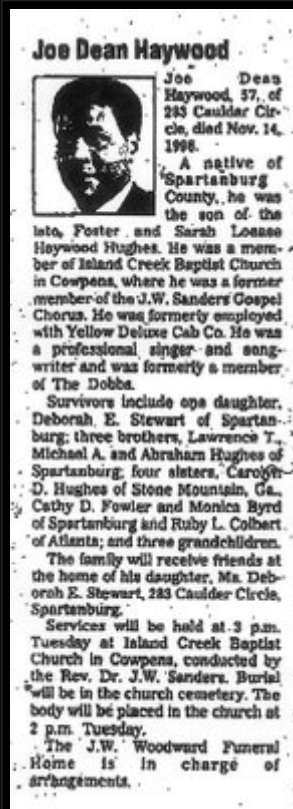 Joe Dean Haywood
Joe Dean
Haywood, 57, of
283 Caulder Cir-
cle, died Nov. 14,
1998.
A native of
Spartanburg
County, he was
the son of the
late Foster and Sarah
Haywood Hughes. He was a mem-
ber of Island Creek Baptist Church
in Cowpens, where he was a former
member of the J.W. Sanders Gospel
Chorus. He was formerly employed
with Yellow Deluxe Cab Co. He was
a professional singer and song-
writer and was formerly a member
of The Dobbs.
Survivors include one daughter,
Deborah E. Stewart of Spartan-
burg; three brothers, Lawrence T.,
Michael A. and Abraham Hughes of
Spartanburg; four sisters, Carolyn
D. Hughes of Stone Mountain, Ga.,
Cathy D. Fowler and Monica Byrd
of Spartanburg and Ruby L. Colbert
of Atlanta; and three grandchildren.
The family will receive friends at
the home of his daughter, Ms. Deb-
orah E. Stewart, 283 Caulder Circle,
Spartanburg.
Services will be held at 3 p.m.
Tuesday at Island Creek Baptist
Church in Cowpens, conducted by
the Rev. Dr. J.W. Sanders. Burial
will be in the church cemetery. The
body will be placed in the church at
2 p.m. Tuesday.
The J.W. Woodward Funeral
Home is in charge of
arrangements.